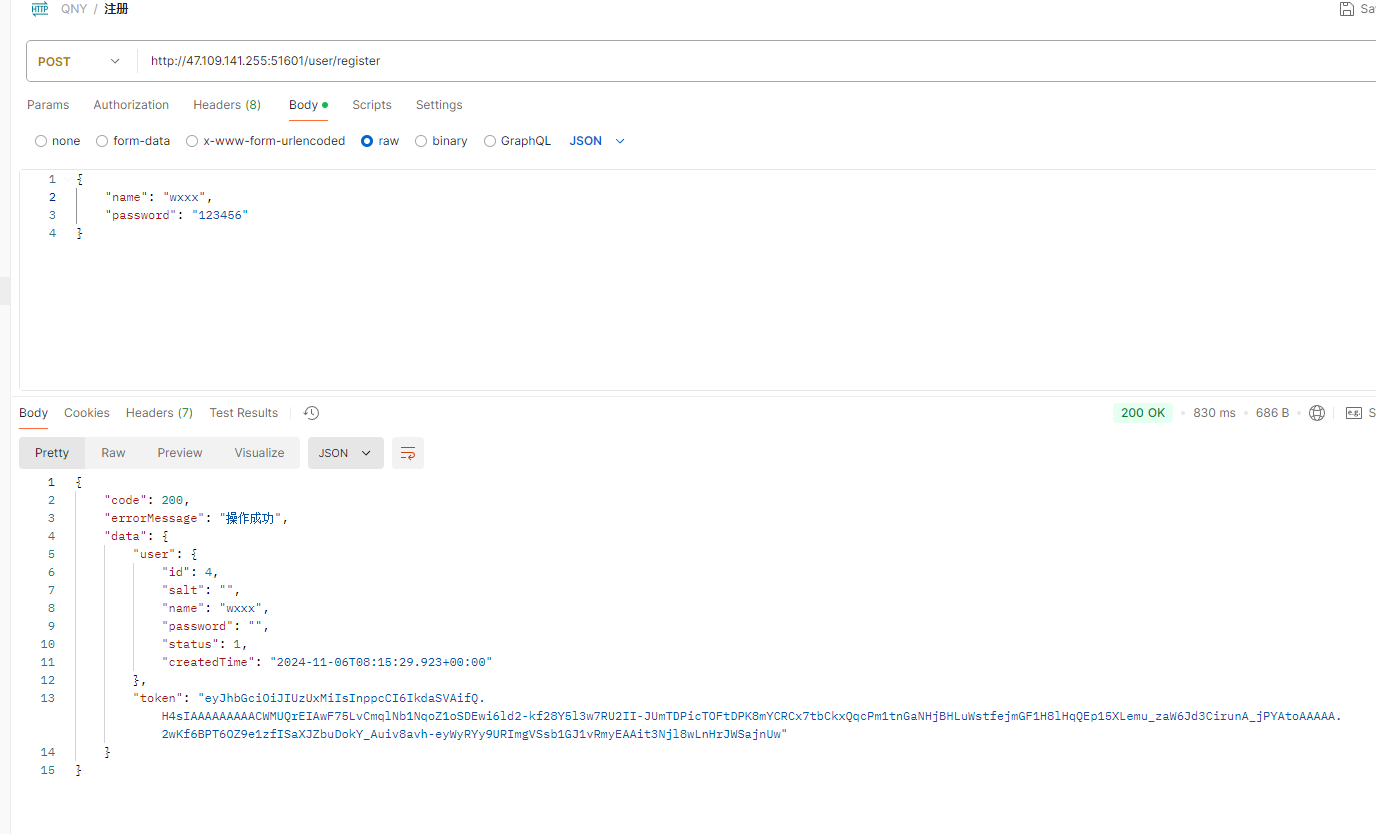 HTTP QNY / 注册 Sa
POST http://47.109.141.255:51601/user/register
Params Authorization Headers (8) Body Scripts Settings
none form-data x-www-form-urlencoded raw binary GraphQL JSON
1 {
2 "name": "wxxx",
3 "password": "123456"
4 }
Body Cookies Headers (7) Test Results 200 OK 830 ms 686 B e.g. S
Pretty Raw Preview Visualize JSON
1 {
2 "code": 200,
3 "errorMessage": "操作成功",
4 "data": {
5 "user": {
6 "id": 4,
7 "salt": "",
8 "name": "wxxx",
9 "password": "",
10 "status": 1,
11 "createdTime": "2024-11-06T08:15:29.923+00:00"
12 },
13 "token": "eyJhbGciOiJIUzUxMiIsInppcCI6IkdaSVAifQ.
H4sIAAAAAAAAACWMUQrEIAwF75LvCmqlNb1NqoZ1oSDEwi6ld2-kf28Y5l3w7RU2II-JUmTDPicTOFtDPK8mYCRCx7tbCkxQqcPm1tnGaNHjBHLuWstfejmGF1H8lHqQEp15XLemu_zaW6Jd3CirunA_jPYAtoAAAAA.
2wKf6BPT6OZ9e1zfISaXJZbuDokY_Auiv8avh-eyWyRYy9URImgVSsb1GJ1vRmyEAAit3Njl8wLnHrJWSajnUw"
14 }
15 }